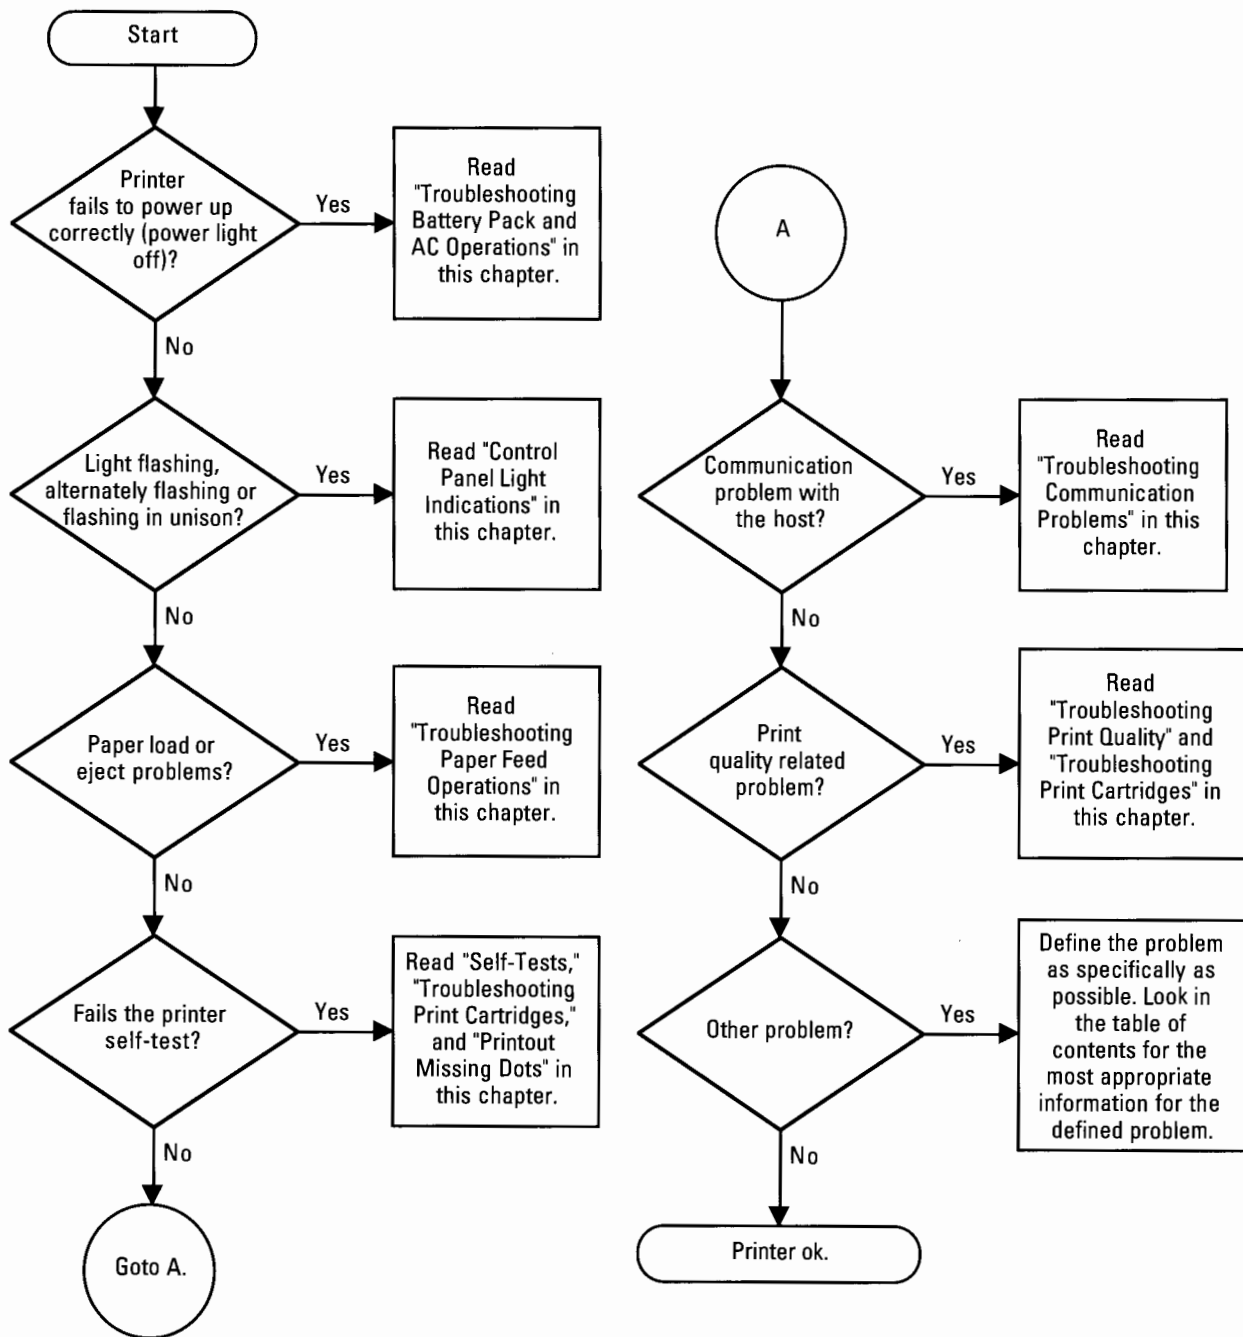 Start
Printer
fails to power up
correctly (power light
off)?
Yes
Read
"Troubleshooting
Battery Pack and
AC Operations" in
this chapter.
No
Light flashing,
alternately flashing or
flashing in unison?
Yes
Read "Control
Panel Light
Indications" in
this chapter.
No
Paper load or
eject problems?
Yes
Read
"Troubleshooting
Paper Feed
Operations" in
this chapter.
No
Fails the printer
self-test?
Yes
Read "Self-Tests,"
"Troubleshooting
Print Cartridges,"
and "Printout
Missing Dots" in
this chapter.
No
Goto A.
A
Communication
problem with
the host?
Yes
Read
"Troubleshooting
Communication
Problems" in this
chapter.
No
Print
quality related
problem?
Yes
Read
"Troubleshooting
Print Quality" and
"Troubleshooting
Print Cartridges" in
this chapter.
No
Other problem?
Yes
Define the problem
as specifically as
possible. Look in
the table of
contents for the
most appropriate
information for the
defined problem.
No
Printer ok.